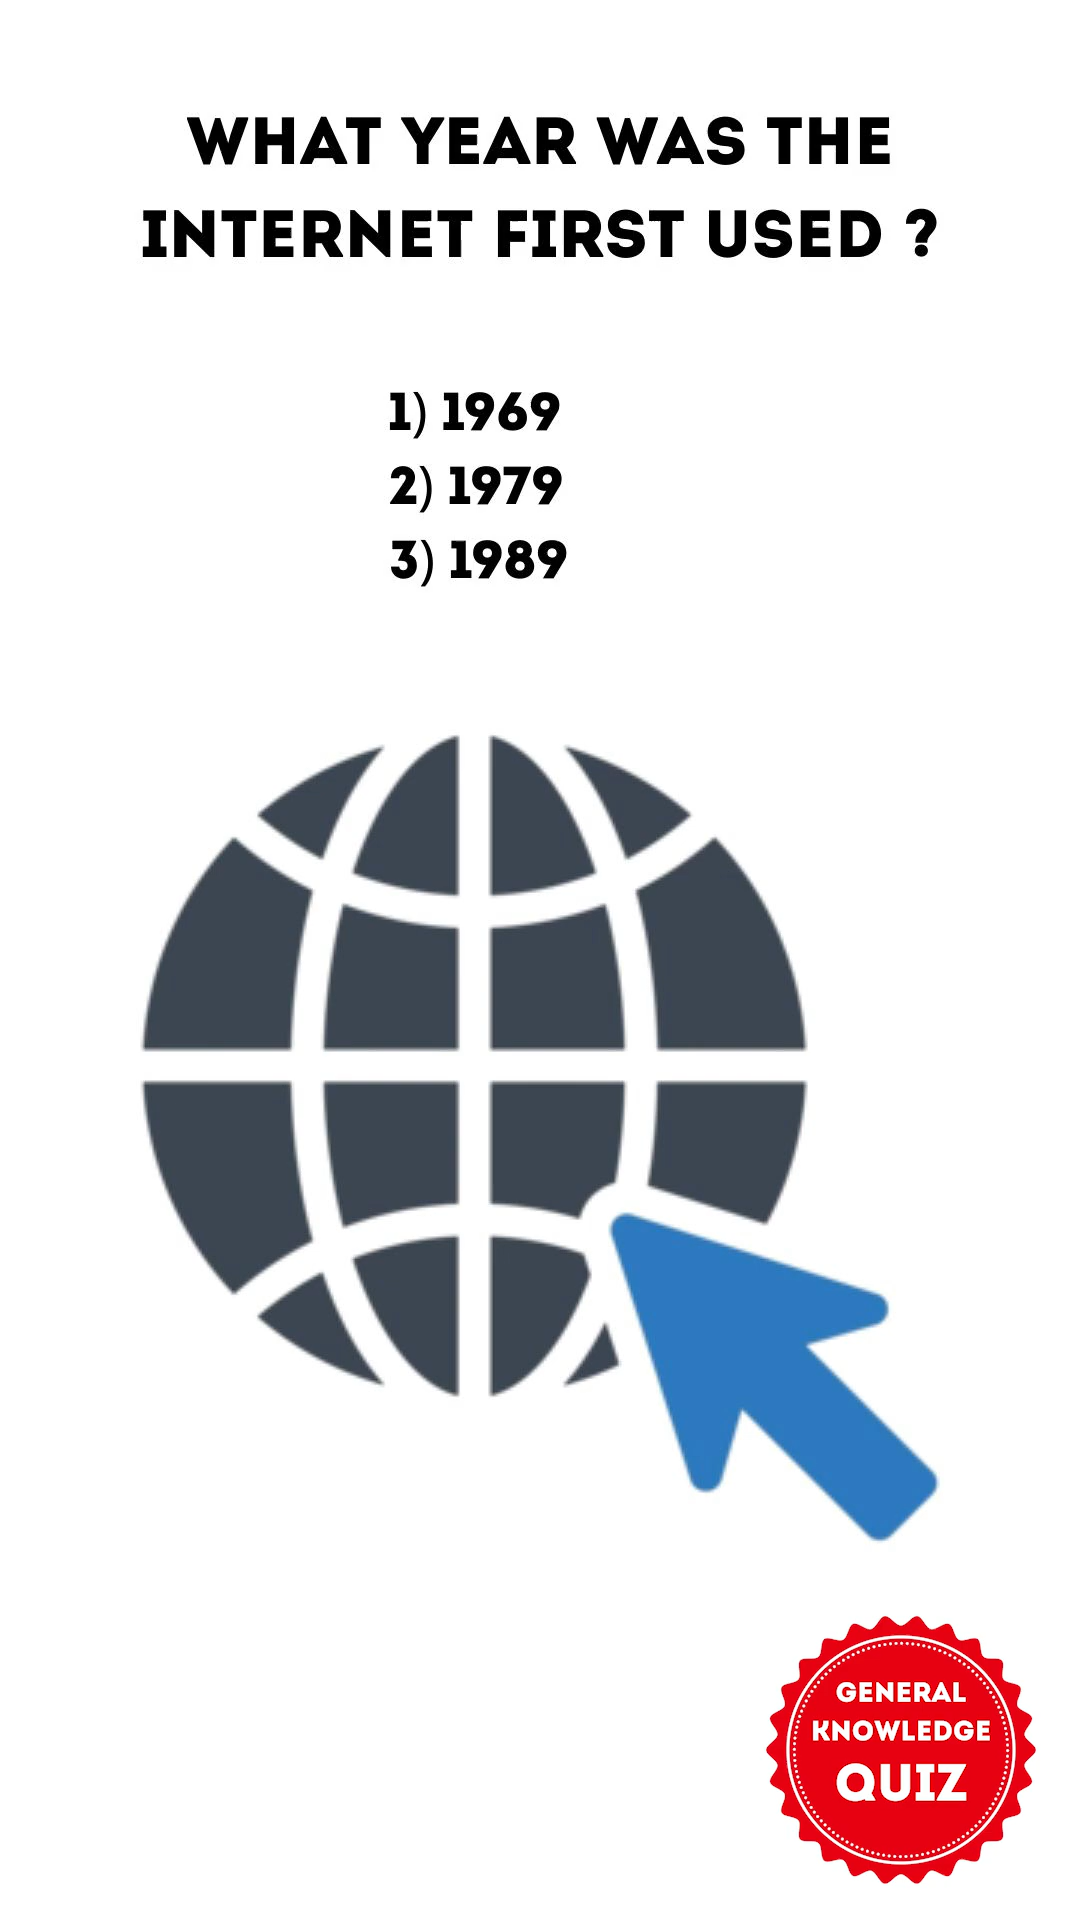 WHAT YEAR WAS THE
INTERNET FIRST USED ?
1) 1969
2) 1979
3) 1989
GENERAL
KNOWLEDGE
QUIZ